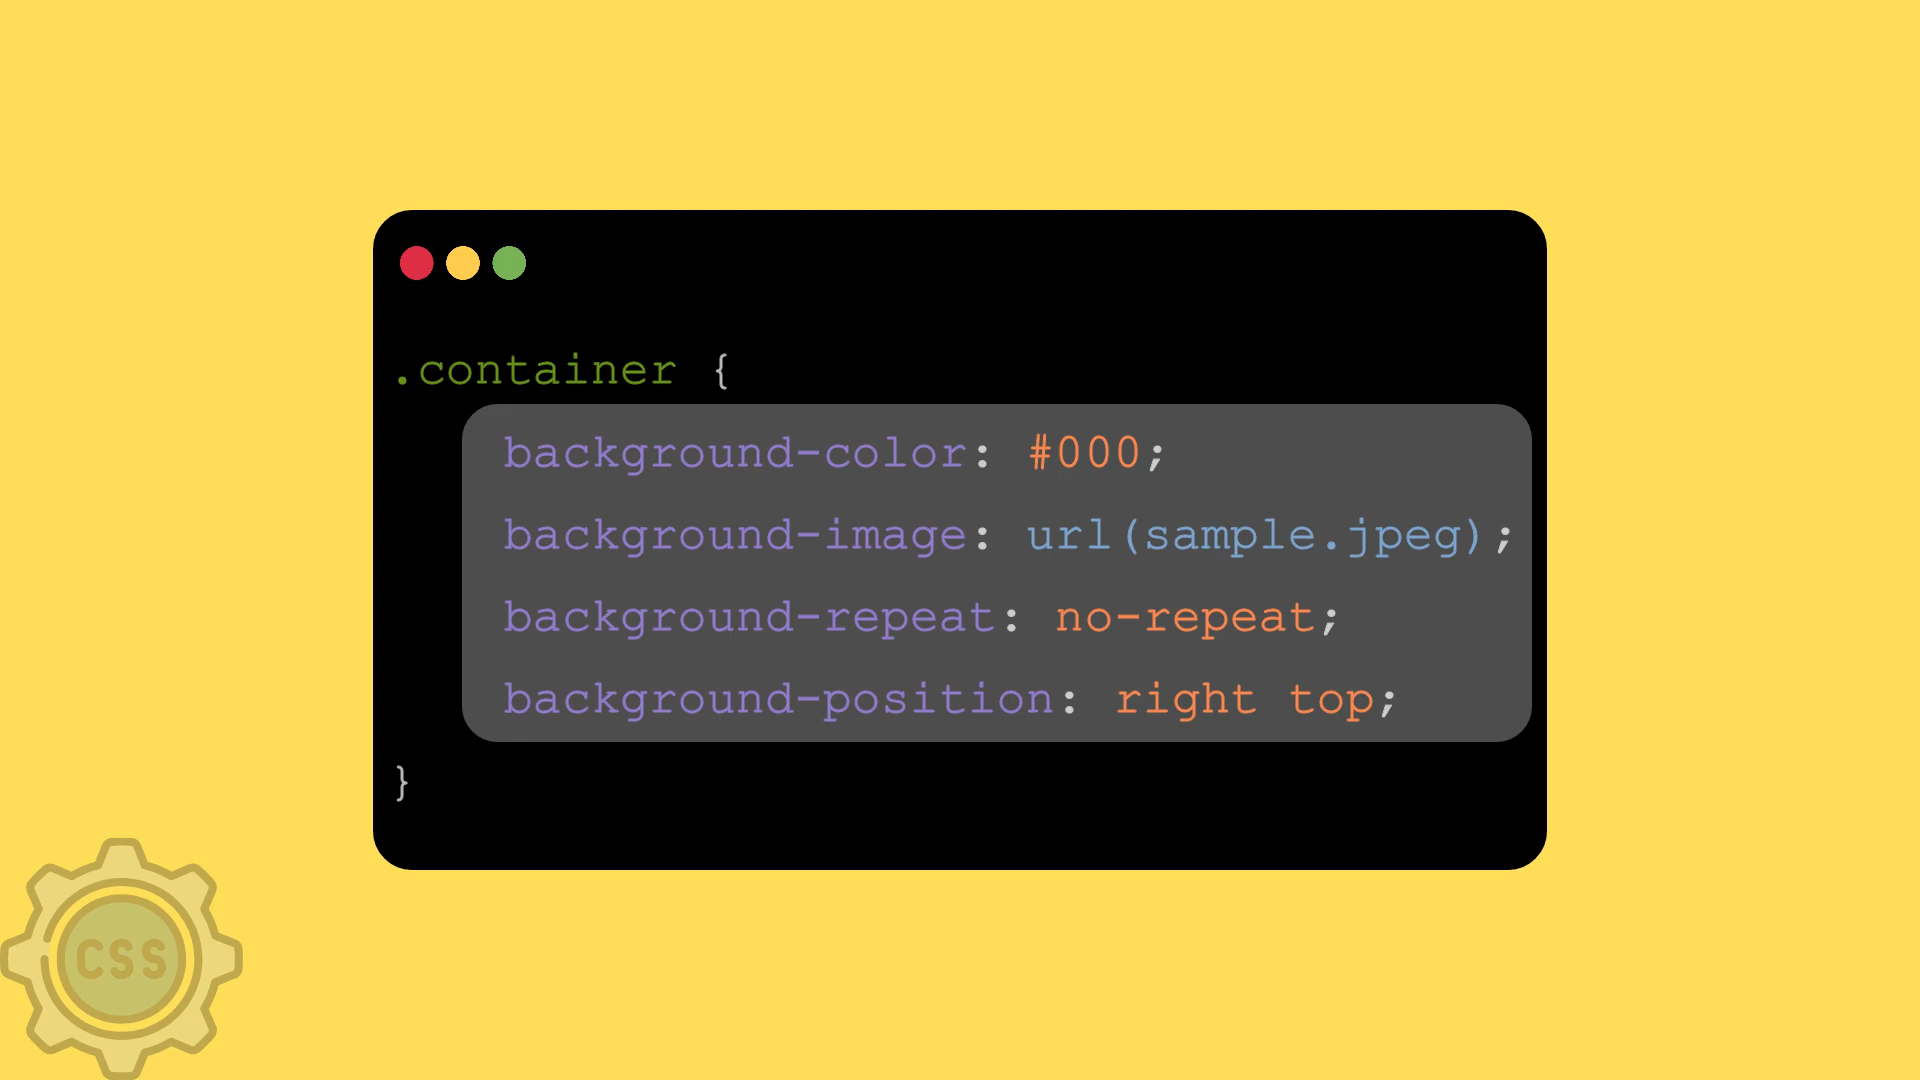 .container {
background-color: #000;
background-image: url(sample.jpeg);
background-repeat: no-repeat;
background-position: right top;
}
CSS